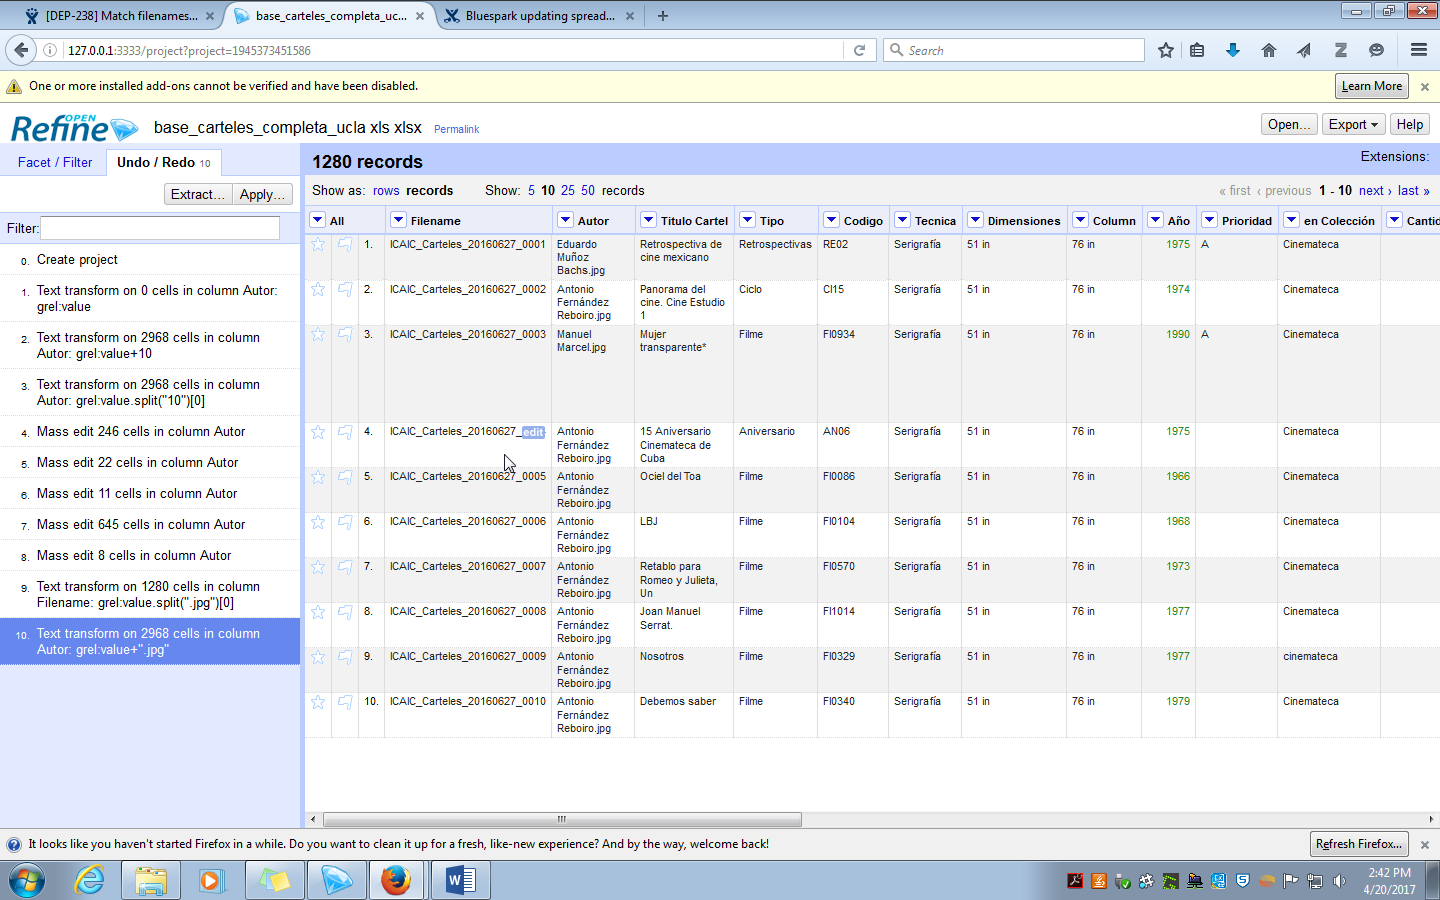 [DEP-238] Match filenames...
base_carteles_completa_uc...
Bluespark updating spread...
127.0.0.1:3333/project?project=1945373451586
Search
One or more installed add-ons cannot be verified and have been disabled.
Learn More
OPEN
Refine
base_carteles_completa_ucla xls xlsx
Permalink
Open...
Export
Help
Facet / Filter
Undo / Redo 10
Extract...
Apply...
Filter:
0. Create project
1. Text transform on 0 cells in column Autor:
grel:value
2. Text transform on 2968 cells in column
Autor: grel:value+10
3. Text transform on 2968 cells in column
Autor: grel:value.split("10")[0]
4. Mass edit 246 cells in column Autor
5. Mass edit 22 cells in column Autor
6. Mass edit 11 cells in column Autor
7. Mass edit 645 cells in column Autor
8. Mass edit 8 cells in column Autor
9. Text transform on 1280 cells in column
Filename: grel:value.split(".jpg")[0]
10. Text transform on 2968 cells in column
Autor: grel:value+".jpg"
1280 records
Extensions:
Show as: rows records Show: 5 10 25 50 records
« first ‹ previous 1 - 10 next › last »
All Filename Autor Titulo Cartel Tipo Codigo Tecnica Dimensiones Column Año Prioridad en Colección Cantid
1. ICAIC_Carteles_20160627_0001 Eduardo Retrospectiva de Retrospectivas RE02 Serigrafía 51 in 76 in 1975 A Cinemateca
Muñoz cine mexicano
Bachs.jpg
2. ICAIC_Carteles_20160627_0002 Antonio Panorama del Ciclo CI15 Serigrafía 51 in 76 in 1974 Cinemateca
Fernández cine. Cine Estudio
Reboiro.jpg 1
3. ICAIC_Carteles_20160627_0003 Manuel Mujer Filme FI0934 Serigrafía 51 in 76 in 1990 A Cinemateca
Marcel.jpg transparente*
4. ICAIC_Carteles_20160627_ edit Antonio 15 Aniversario Aniversario AN06 Serigrafía 51 in 76 in 1975 Cinemateca
Fernández Cinemateca de
Reboiro.jpg Cuba
5. ICAIC_Carteles_20160627_0005 Antonio Ociel del Toa Filme FI0086 Serigrafía 51 in 76 in 1966 Cinemateca
Fernández
Reboiro.jpg
6. ICAIC_Carteles_20160627_0006 Antonio LBJ Filme FI0104 Serigrafía 51 in 76 in 1968 Cinemateca
Fernández
Reboiro.jpg
7. ICAIC_Carteles_20160627_0007 Antonio Retablo para Filme FI0570 Serigrafía 51 in 76 in 1973 Cinemateca
Fernández Romeo y Julieta,
Reboiro.jpg Un
8. ICAIC_Carteles_20160627_0008 Antonio Joan Manuel Filme FI1014 Serigrafía 51 in 76 in 1977 Cinemateca
Fernández Serrat.
Reboiro.jpg
9. ICAIC_Carteles_20160627_0009 Antonio Nosotros Filme FI0329 Serigrafía 51 in 76 in 1977 cinemateca
Fernández
Reboiro.jpg
10. ICAIC_Carteles_20160627_0010 Antonio Debemos saber Filme FI0340 Serigrafía 51 in 76 in 1979 Cinemateca
Fernández
Reboiro.jpg
It looks like you haven't started Firefox in a while. Do you want to clean it up for a fresh, like-new experience? And by the way, welcome back!
Refresh Firefox...
2:42 PM
4/20/2017